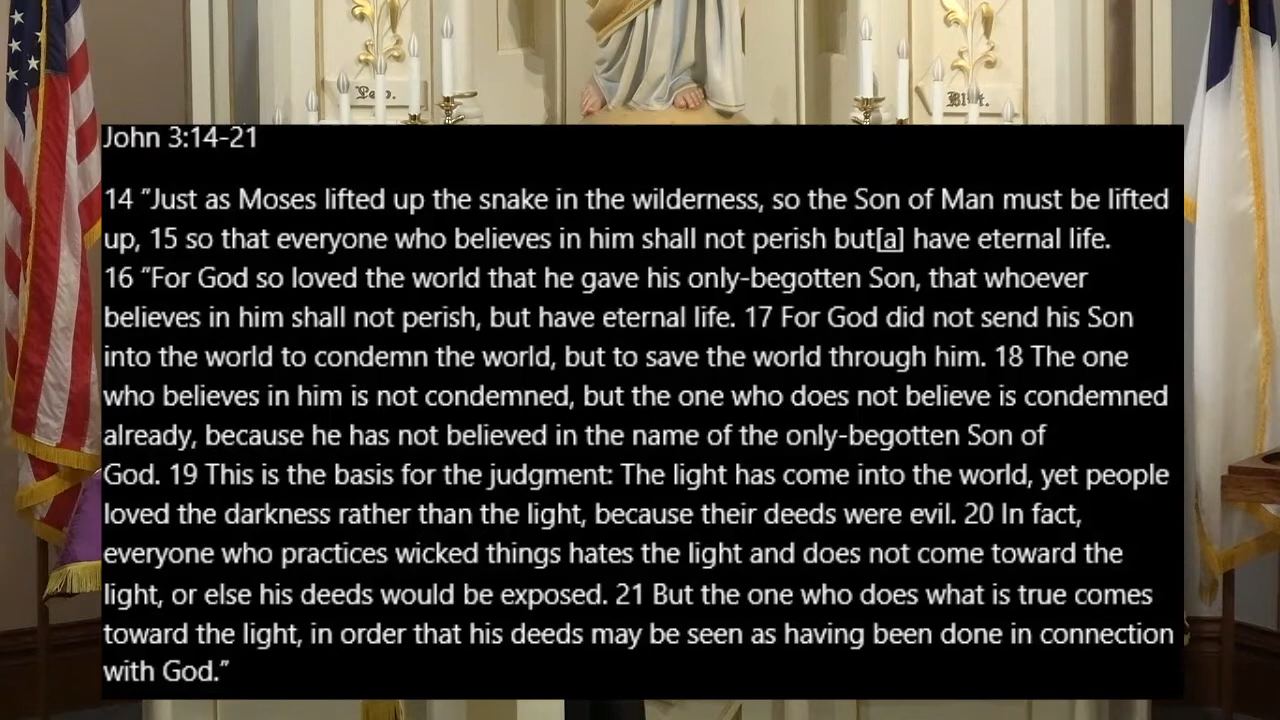 John 3:14-21
14 "Just as Moses lifted up the snake in the wilderness, so the Son of Man must be lifted
up, 15 so that everyone who believes in him shall not perish but[a] have eternal life.
16 "For God so loved the world that he gave his only-begotten Son, that whoever
believes in him shall not perish, but have eternal life. 17 For God did not send his Son
into the world to condemn the world, but to save the world through him. 18 The one
who believes in him is not condemned, but the one who does not believe is condemned
already, because he has not believed in the name of the only-begotten Son of
God. 19 This is the basis for the judgment: The light has come into the world, yet people
loved the darkness rather than the light, because their deeds were evil. 20 In fact,
everyone who practices wicked things hates the light and does not come toward the
light, or else his deeds would be exposed. 21 But the one who does what is true comes
toward the light, in order that his deeds may be seen as having been done in connection
with God."